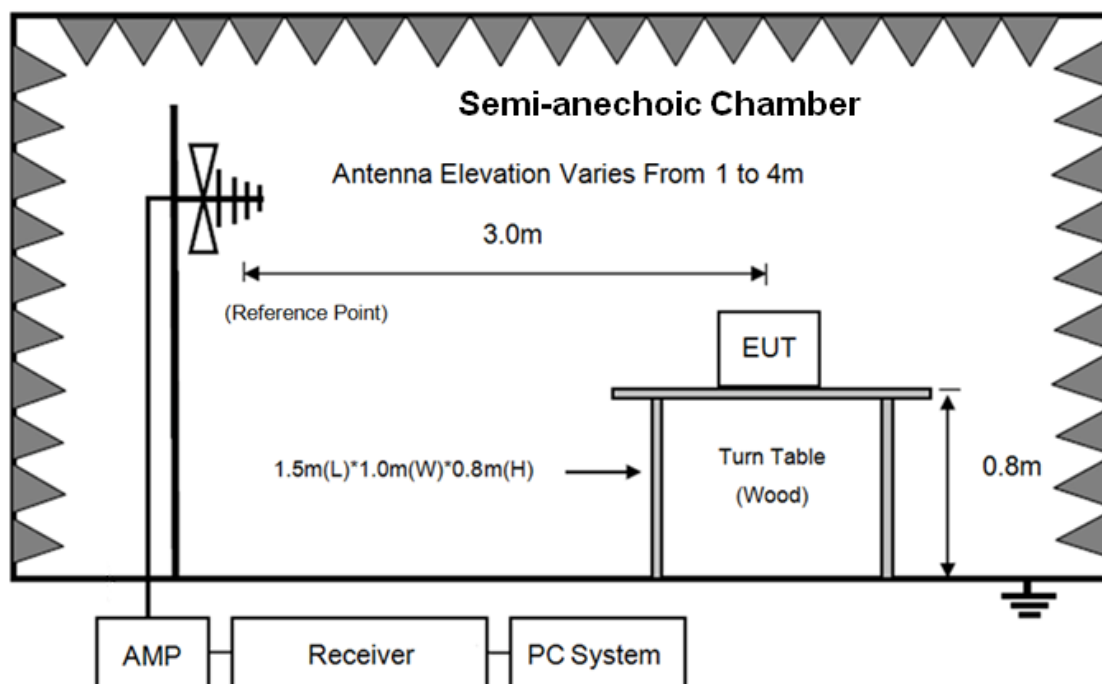 Semi-anechoic Chamber
Antenna Elevation Varies From 1 to 4m
3.0m
(Reference Point)
EUT
1.5m(L)*1.0m(W)*0.8m(H)
Turn Table
(Wood)
0.8m
AMP
Receiver
PC System